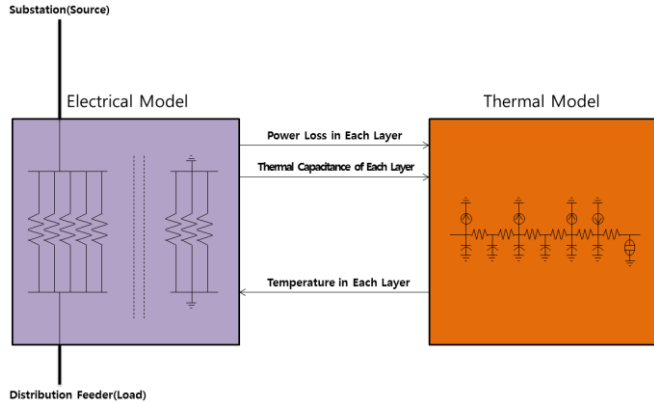 Substation(Source)
Electrical Model
Thermal Model
Power Loss in Each Layer
Thermal Capacitance of Each Layer
Temperature in Each Layer
Distribution Feeder(Load)